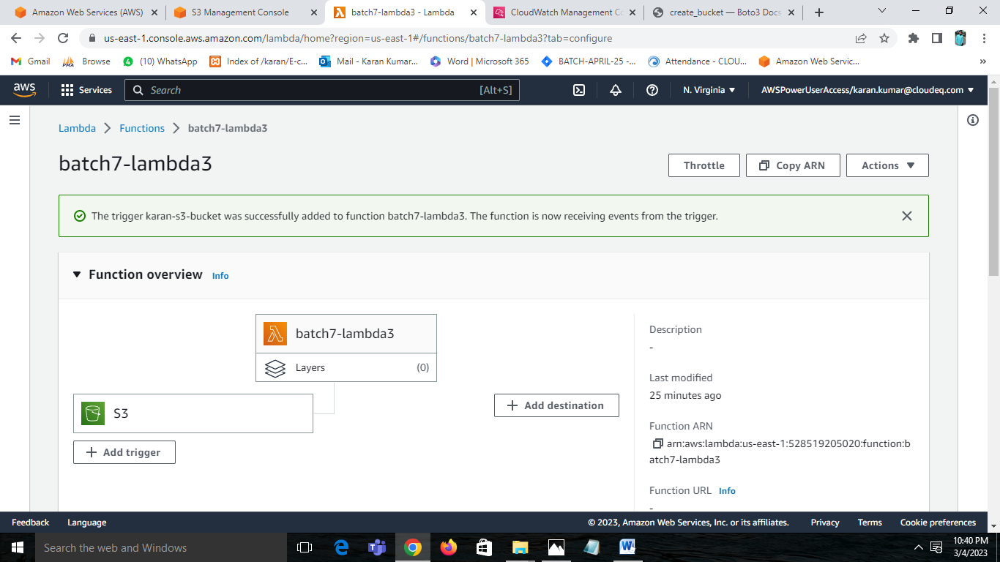 Amazon Web Services (AWS)
S3 Management Console
batch7-lambda3 - Lambda
CloudWatch Management Co
create_bucket — Boto3 Docs
us-east-1.console.aws.amazon.com/lambda/home?region=us-east-1#/functions/batch7-lambda3?tab=configure
Gmail
Browse
(10) WhatsApp
Index of /karan/E-c...
Mail - Karan Kumar...
Word | Microsoft 365
BATCH-APRIL-25 -...
Attendance - CLOU...
Amazon Web Servic...
»
aws
Services
Search
[Alt+S]
N. Virginia
AWSPowerUserAccess/karan.kumar@cloudeq.com
Lambda
Functions
batch7-lambda3
batch7-lambda3
Throttle
Copy ARN
Actions
The trigger karan-s3-bucket was successfully added to function batch7-lambda3. The function is now receiving events from the trigger.
Function overview
Info
batch7-lambda3
Layers
(0)
S3
+ Add trigger
+ Add destination
Description
-
Last modified
25 minutes ago
Function ARN
arn:aws:lambda:us-east-1:528519205020:function:b
atch7-lambda3
Function URL
Info
-
Feedback
Language
© 2023, Amazon Web Services, Inc. or its affiliates.
Privacy
Terms
Cookie preferences
Search the web and Windows
10:40 PM
3/4/2023